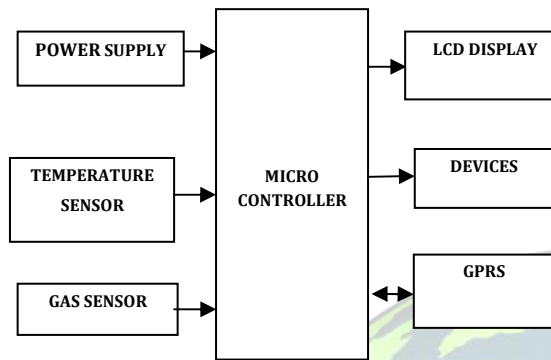 POWER SUPPLY
TEMPERATURE
SENSOR
GAS SENSOR
MICRO
CONTROLLER
LCD DISPLAY
DEVICES
GPRS